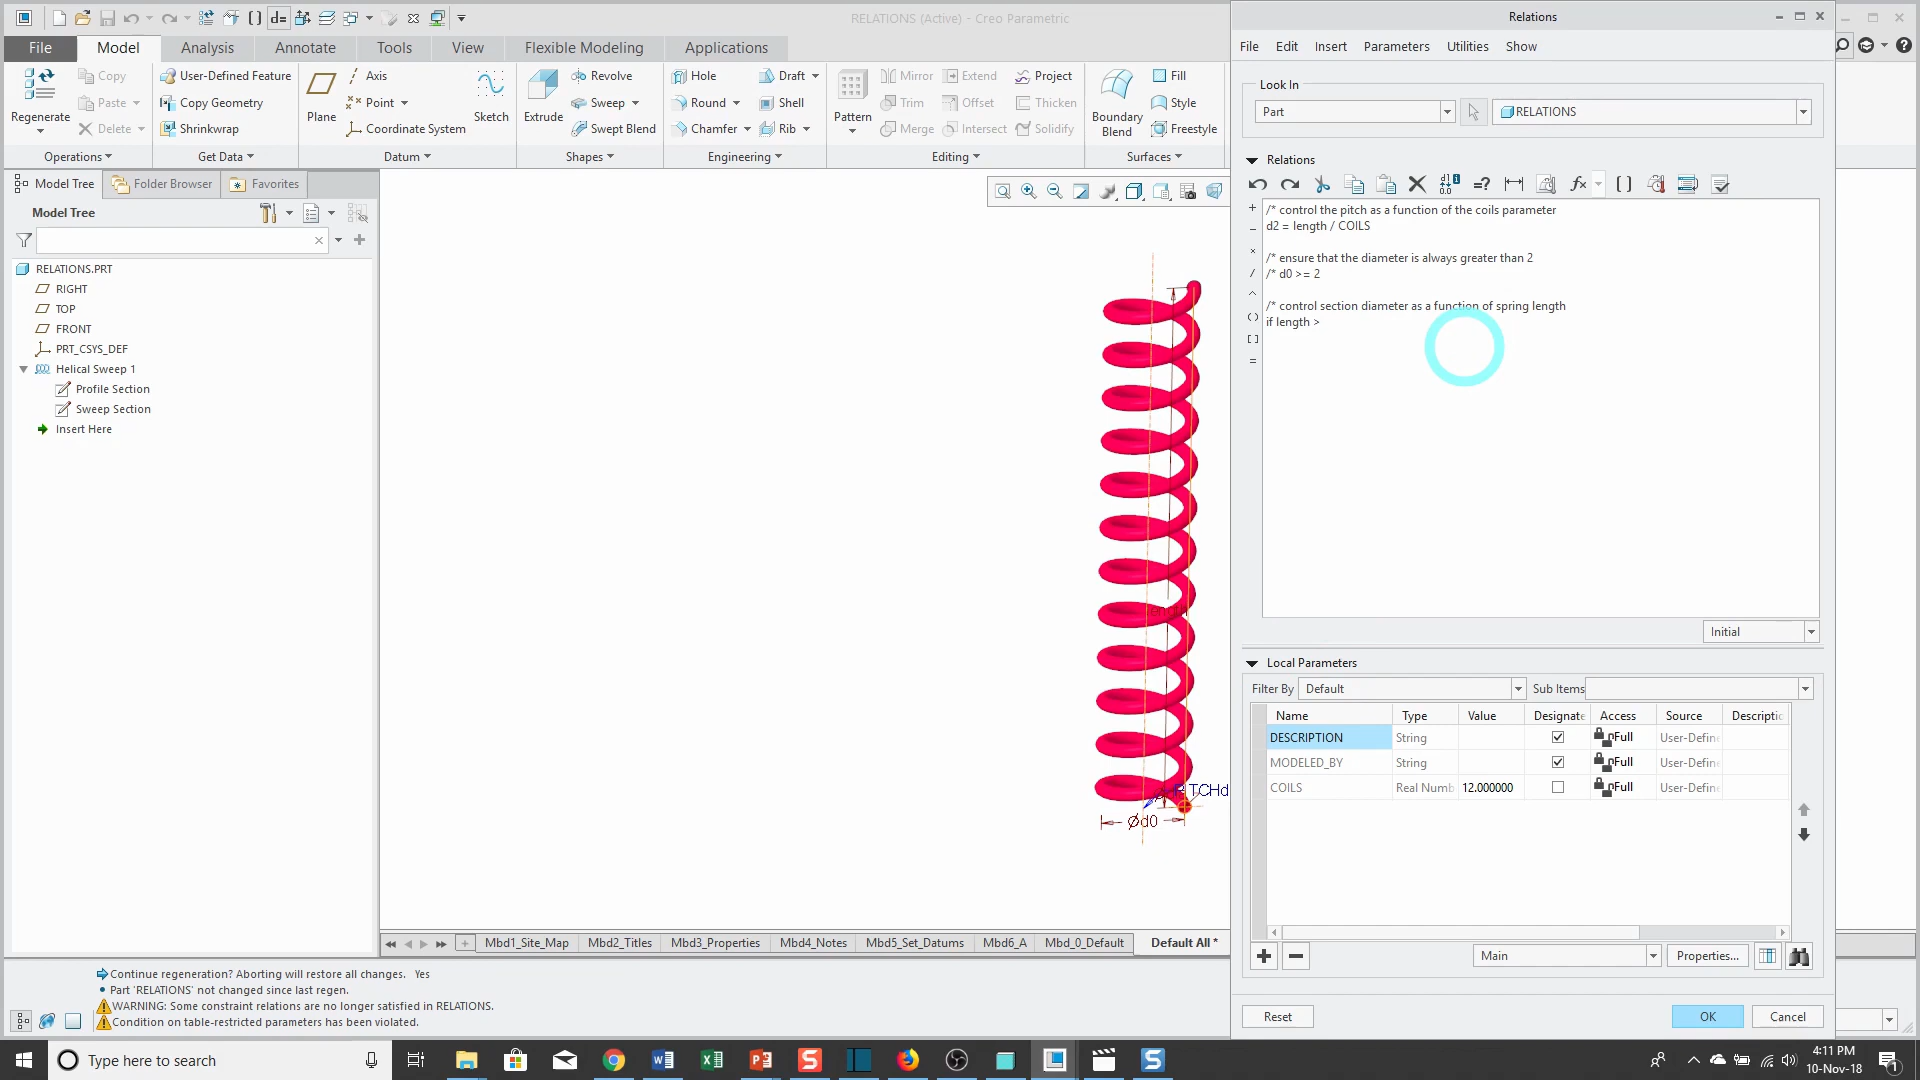 RELATIONS (Active) - Creo Parametric
File
Model
Analysis
Annotate
Tools
View
Flexible Modeling
Applications
Regenerate
Copy
Paste
Delete
Operations
User-Defined Feature
Copy Geometry
Shrinkwrap
Get Data
Plane
Axis
Point
Coordinate System
Sketch
Datum
Extrude
Revolve
Sweep
Swept Blend
Shapes
Hole
Round
Chamfer
Draft
Shell
Rib
Engineering
Pattern
Mirror
Trim
Merge
Extend
Offset
Intersect
Project
Thicken
Solidify
Editing
Boundary
Blend
Fill
Style
Freestyle
Surfaces
Model Tree
Folder Browser
Favorites
Model Tree
RELATIONS.PRT
RIGHT
TOP
FRONT
PRT_CSYS_DEF
Helical Sweep 1
Profile Section
Sweep Section
Insert Here
Ød0
Mbd1_Site_Map
Mbd2_Titles
Mbd3_Properties
Mbd4_Notes
Mbd5_Set_Datums
Mbd6_A
Mbd_0_Default
Default All *
Continue regeneration? Aborting will restore all changes. Yes
• Part 'RELATIONS' not changed since last regen.
WARNING: Some constraint relations are no longer satisfied in RELATIONS.
Condition on table-restricted parameters has been violated.
Relations
File Edit Insert Parameters Utilities Show
Look In
Part
RELATIONS
Relations
/* control the pitch as a function of the coils parameter
d2 = length / COILS
/* ensure that the diameter is always greater than 2
/* d0 >= 2
/* control section diameter as a function of spring length
if length >
Initial
Local Parameters
Filter By Default Sub Items
Name Type Value Designate Access Source Descriptic
DESCRIPTION String Full User-Define
MODELED_BY String Full User-Define
COILS Real Numb 12.000000 Full User-Define
Main
Properties...
Reset
OK
Cancel
Type here to search
4:11 PM
10-Nov-18